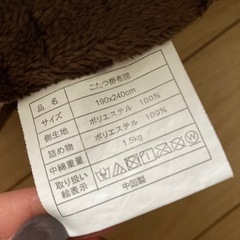 品名 こたつ掛布団
サイズ 190x240cm
側生地 ポリエステル 100%
詰め物 ポリエステル 100%
中綿重量 1.5kg
取り扱い
絵表示
中国製